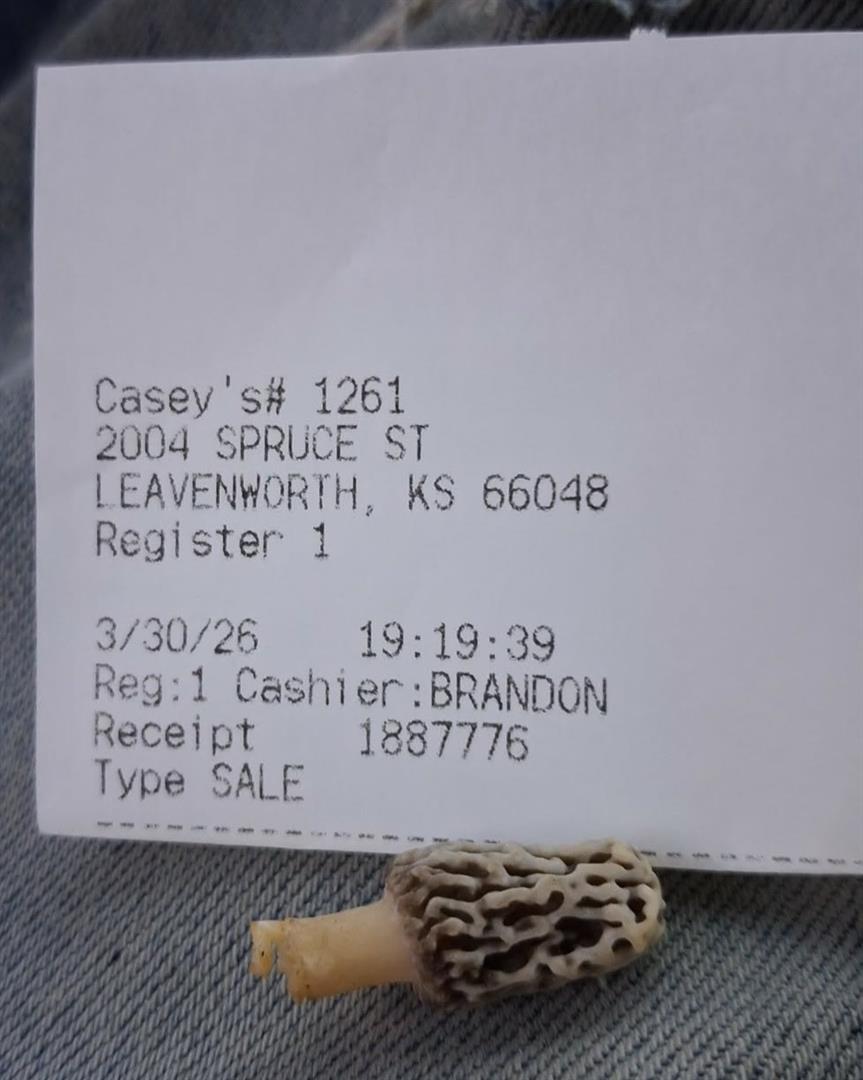 Casey's# 1261
2004 SPRUCE ST
LEAVENWORTH, KS 66048
Register 1
3/30/26 19:19:39
Reg:1 Cashier:BRANDON
Receipt 1887776
Type SALE